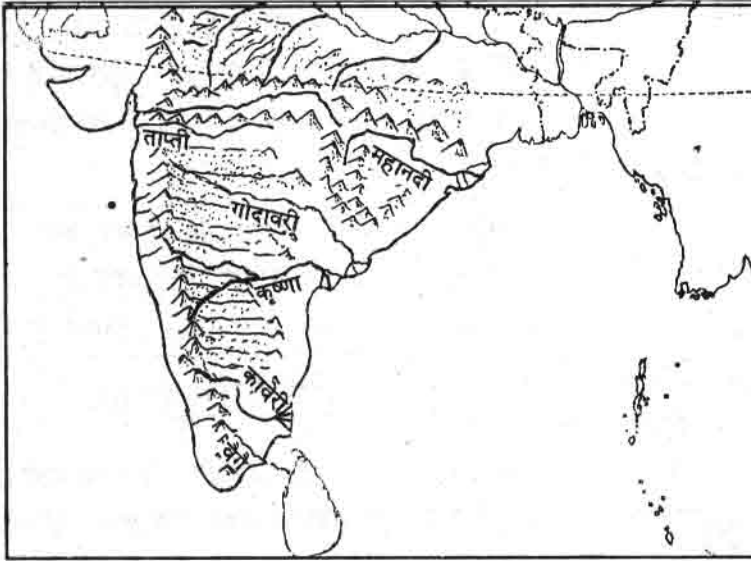 ताप्ती
महानदी
गोदावरी
कृष्णा
कावेरी
वैगै